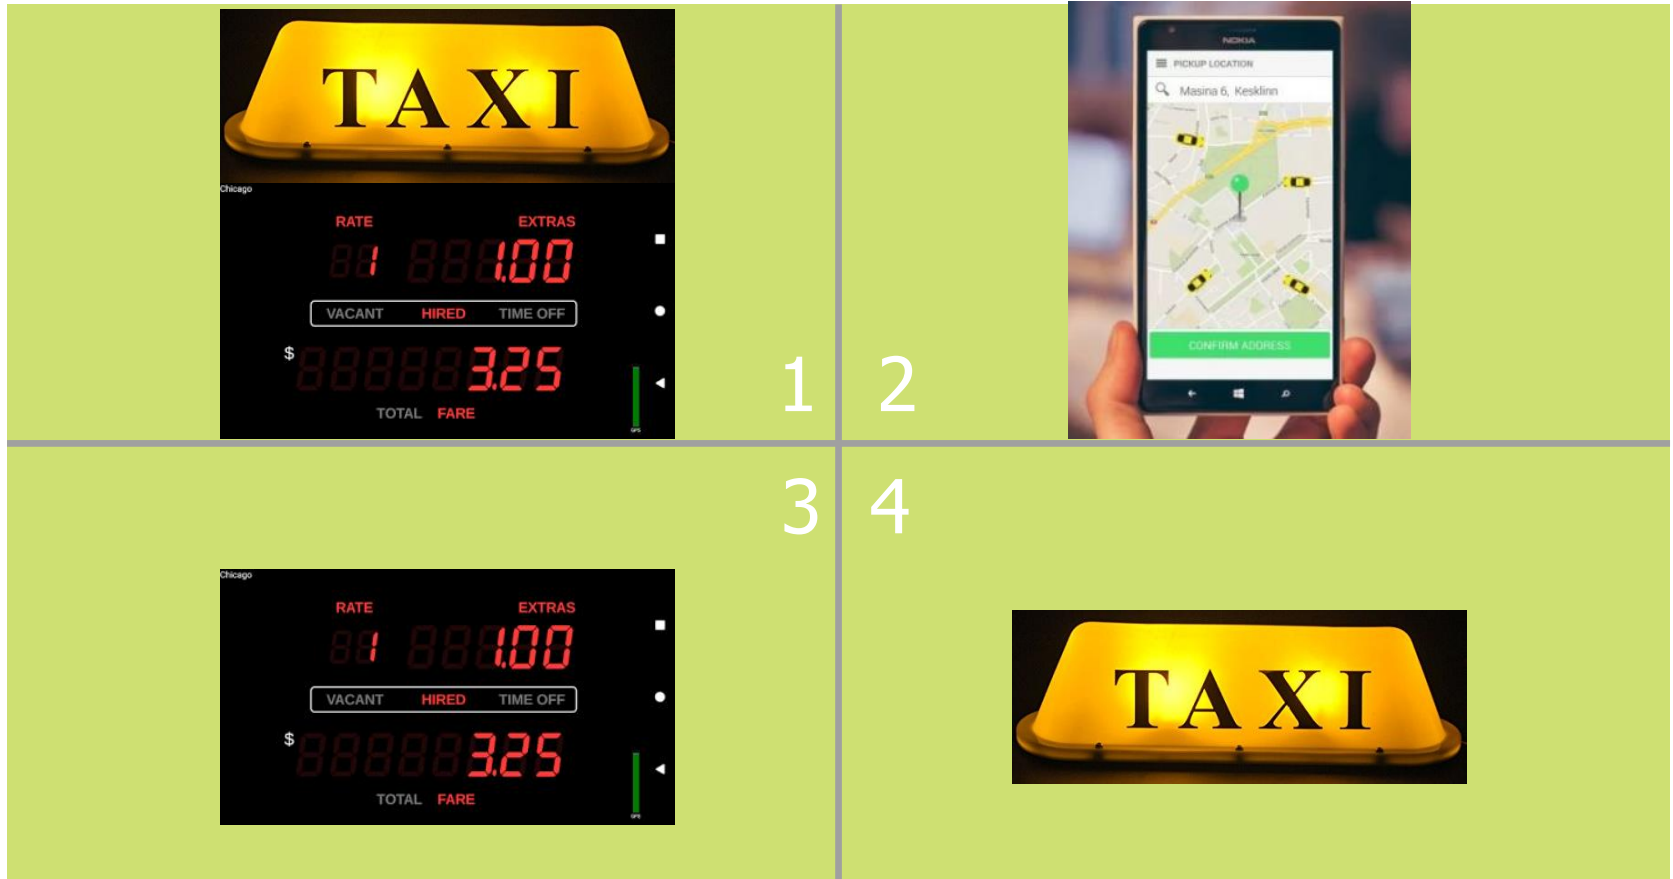 TAXI
Chicago
RATE EXTRAS
1 1.00
VACANT HIRED TIME OFF
$ 3.25
TOTAL FARE
GPS
1
NOKIA
PICKUP LOCATION
Masina 6, Kesklinn
CONFIRM ADDRESS
2
3
Chicago
RATE EXTRAS
1 1.00
VACANT HIRED TIME OFF
$ 3.25
TOTAL FARE
GPS
4
TAXI